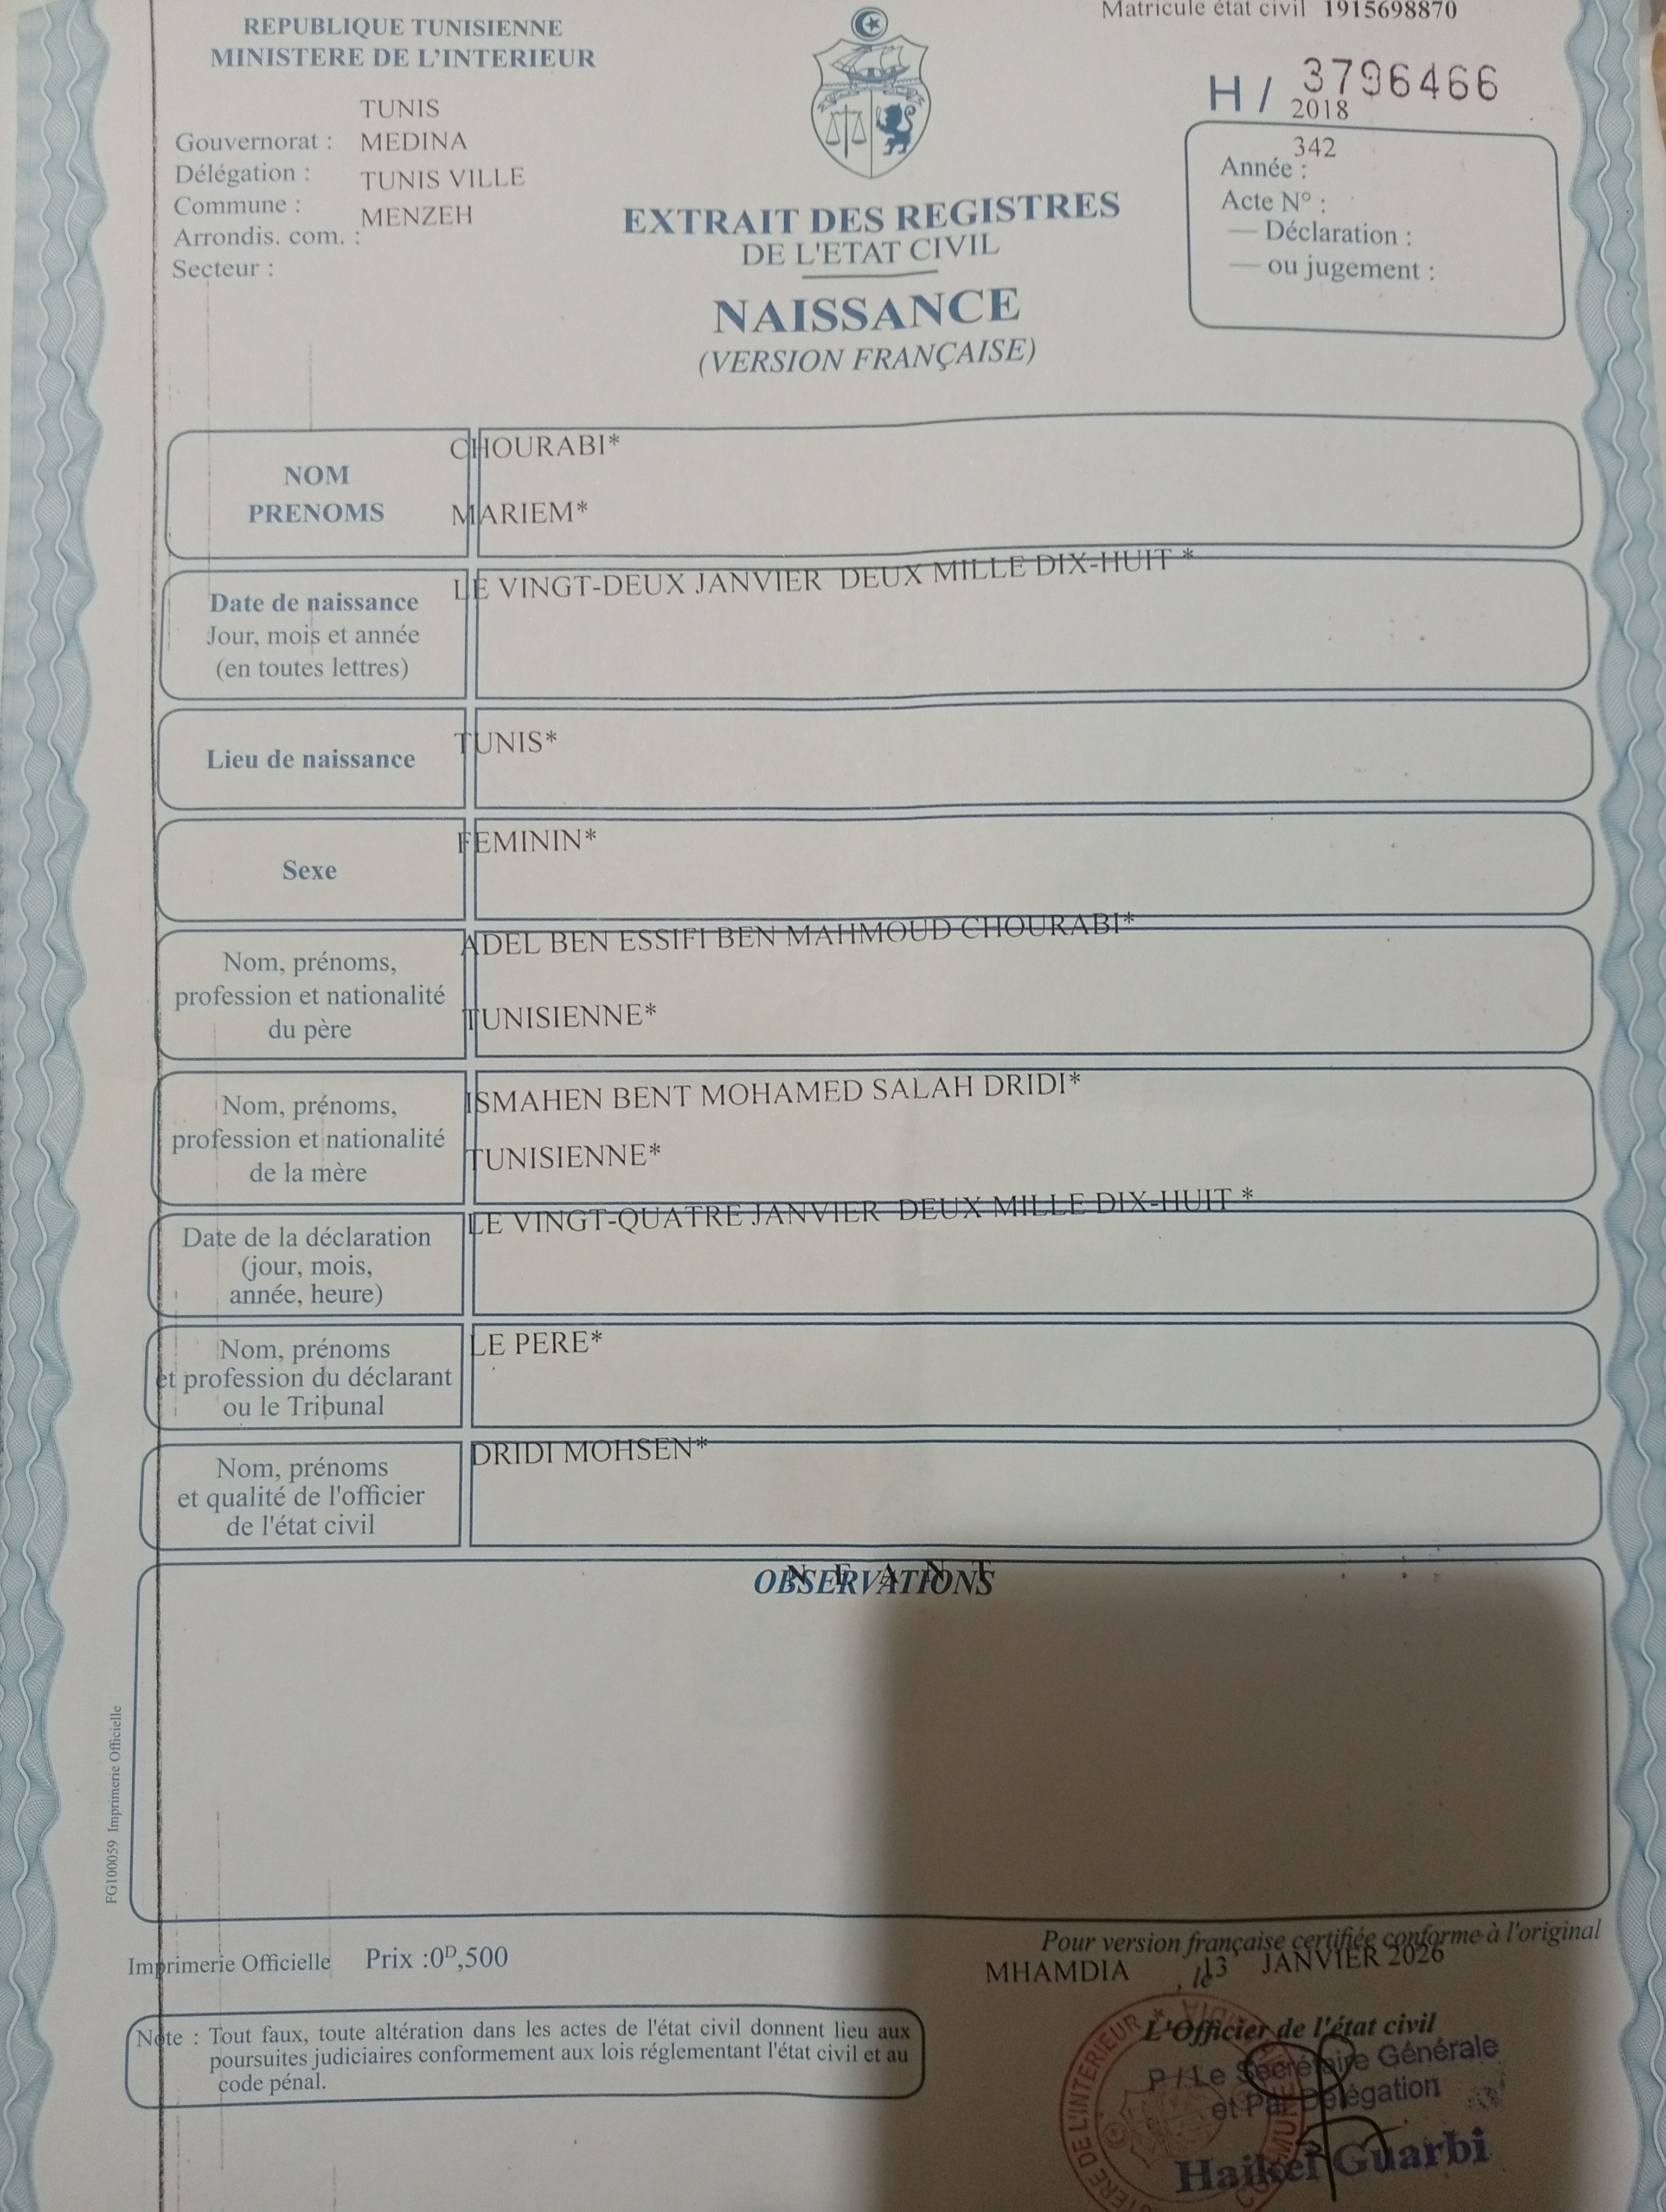 Matricule état civil 1915698870
REPUBLIQUE TUNISIENNE
MINISTERE DE L'INTERIEUR
H / 3796466
TUNIS
Gouvernorat : MEDINA
Délégation : TUNIS VILLE
Commune : MENZEH
Arrondis. com. :
Secteur :
2018
342
Année :
Acte N° :
— Déclaration :
— ou jugement :
EXTRAIT DES REGISTRES
DE L'ETAT CIVIL
NAISSANCE
(VERSION FRANÇAISE)
NOM
CHOURABI*
PRENOMS
MARIEM*
Date de naissance
Jour, mois et année
(en toutes lettres)
LE VINGT-DEUX JANVIER DEUX MILLE DIX-HUIT *
Lieu de naissance
TUNIS*
Sexe
FEMININ*
Nom, prénoms,
profession et nationalité
du père
ADEL BEN ESSIFI BEN MAHMOUD CHOURABI*
TUNISIENNE*
Nom, prénoms,
profession et nationalité
de la mère
ISMAHEN BENT MOHAMED SALAH DRIDI*
TUNISIENNE*
Date de la déclaration
(jour, mois,
année, heure)
LE VINGT-QUATRE JANVIER DEUX MILLE DIX-HUIT *
Nom, prénoms
et profession du déclarant
ou le Tribunal
LE PERE*
Nom, prénoms
et qualité de l'officier
de l'état civil
DRIDI MOHSEN*
OBSERVATIONS
N E A N T
FG100059 Imprimerie Officielle
Imprimerie Officielle Prix :0ᴰ,500
Pour version française certifiée conforme à l'original
MHAMDIA , le 13 JANVIER 2026
L'Officier de l'état civil
P / Le Secrétaire Générale
et Par Délégation
Haikel Guarbi
Note : Tout faux, toute altération dans les actes de l'état civil donnent lieu aux
poursuites judiciaires conformement aux lois réglementant l'état civil et au
code pénal.